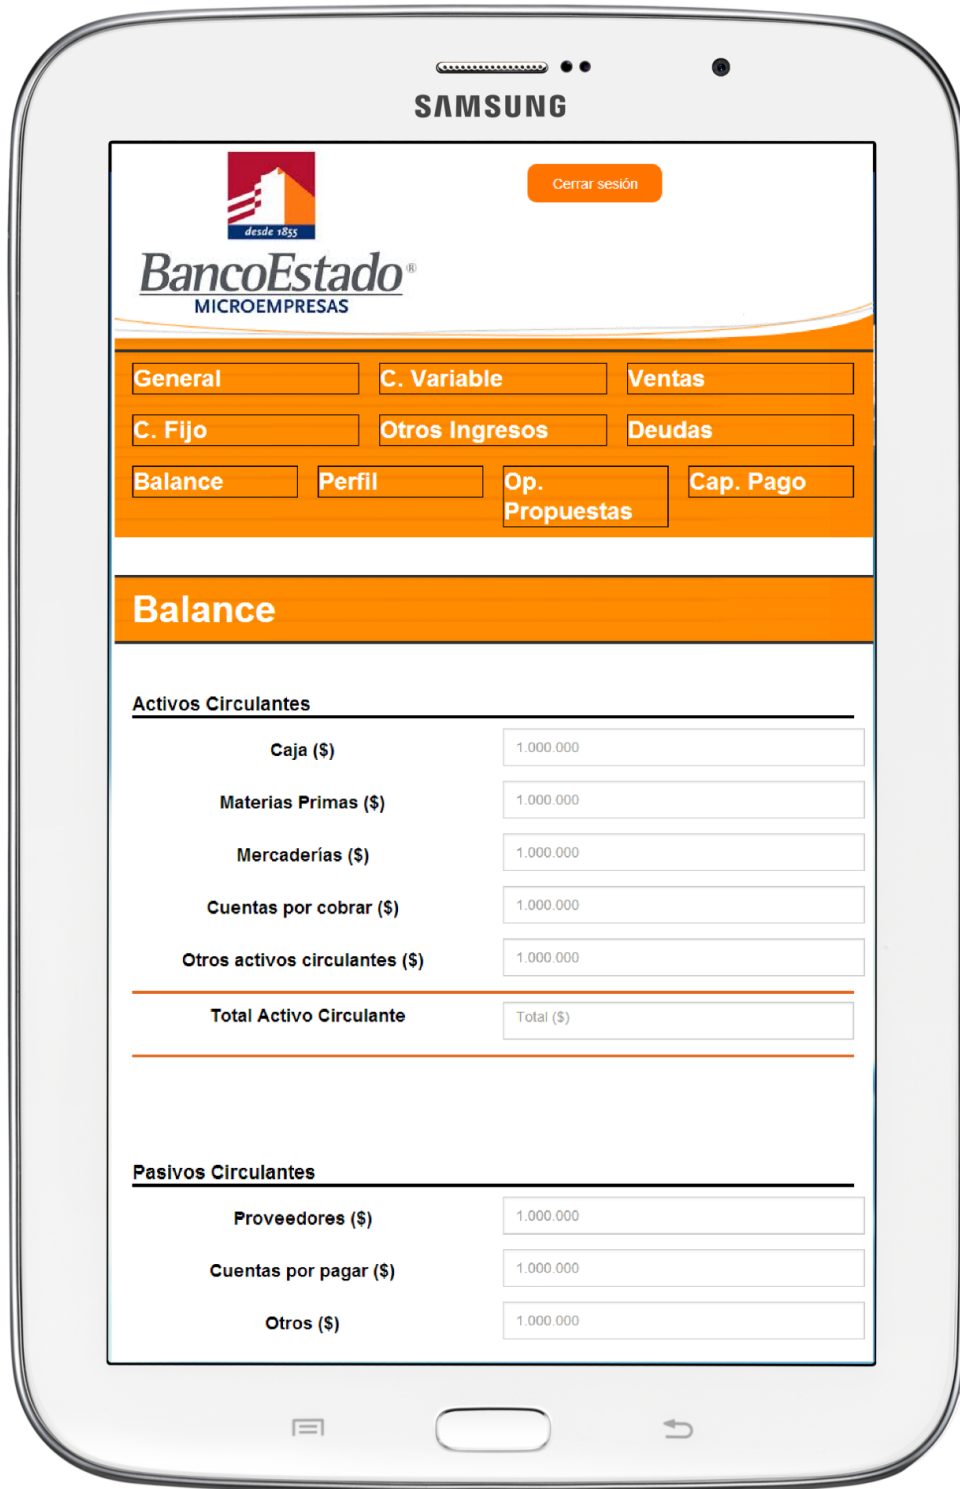 SAMSUNG
Cerrar sesión
desde 1855
BancoEstado®
MICROEMPRESAS
General C. Variable Ventas
C. Fijo Otros Ingresos Deudas
Balance Perfil Op. Propuestas Cap. Pago
Balance
Activos Circulantes
Caja ($) 1.000.000
Materias Primas ($) 1.000.000
Mercaderías ($) 1.000.000
Cuentas por cobrar ($) 1.000.000
Otros activos circulantes ($) 1.000.000
Total Activo Circulante Total ($)
Pasivos Circulantes
Proveedores ($) 1.000.000
Cuentas por pagar ($) 1.000.000
Otros ($) 1.000.000